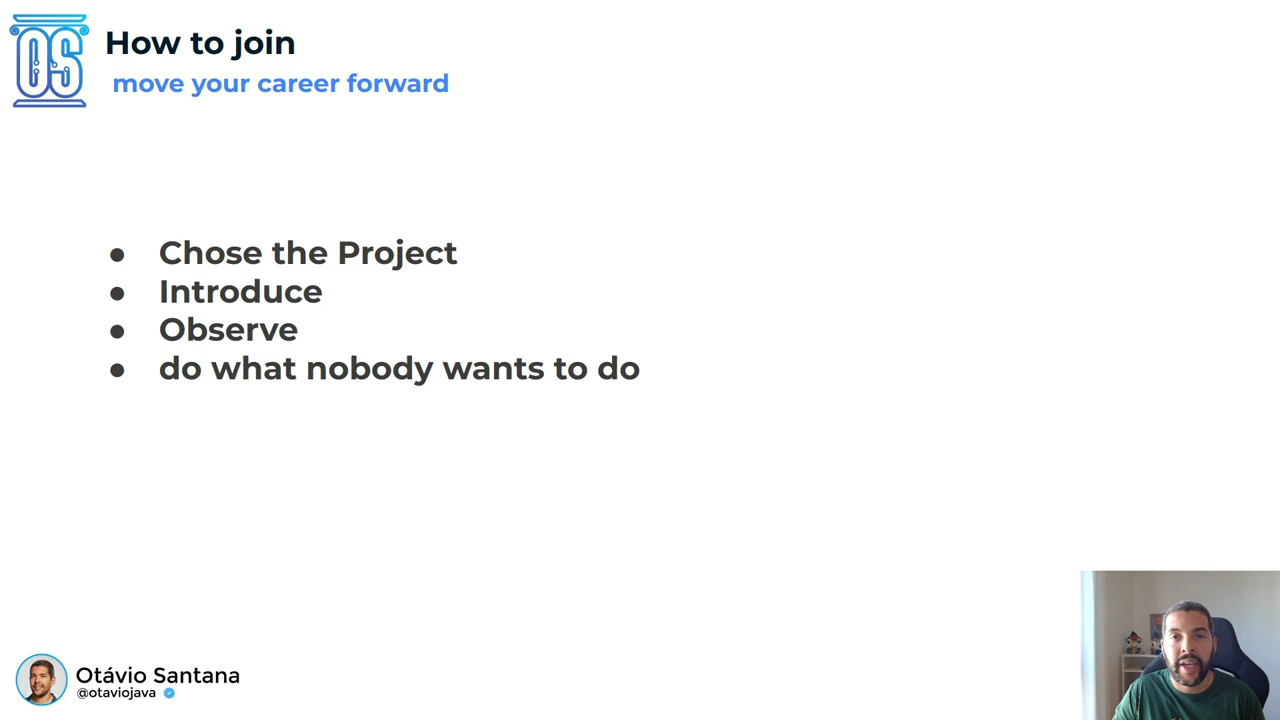 OS
How to join
move your career forward
● Chose the Project
● Introduce
● Observe
● do what nobody wants to do
Otávio Santana
@otaviojava